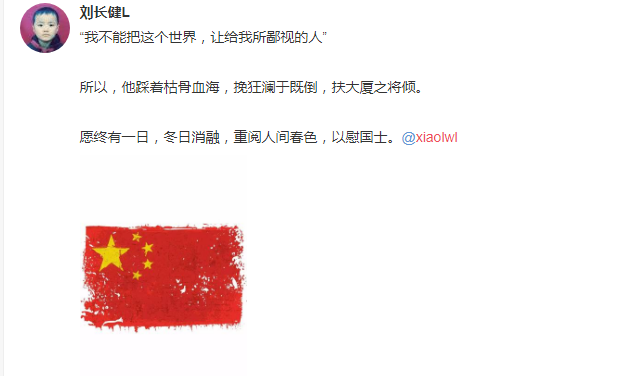 刘长健L
“我不能把这个世界，让给我所鄙视的人”
所以，他踩着枯骨血海，挽狂澜于既倒，扶大厦之将倾。
愿终有一日，冬日消融，重阅人间春色，以慰国士。@xiaolwl